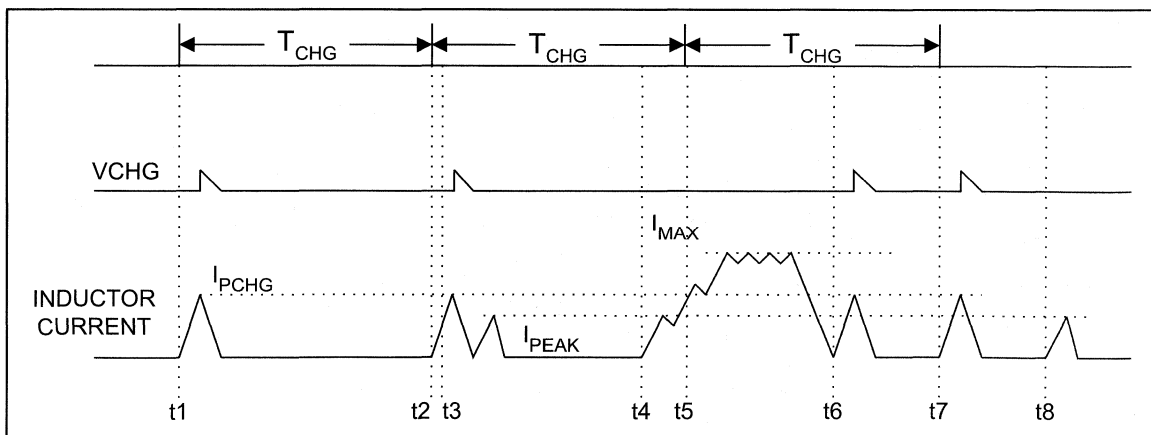 T_CHG T_CHG T_CHG
VCHG
I_MAX
I_PCHG
INDUCTOR
CURRENT
I_PEAK
t1 t2 t3 t4 t5 t6 t7 t8